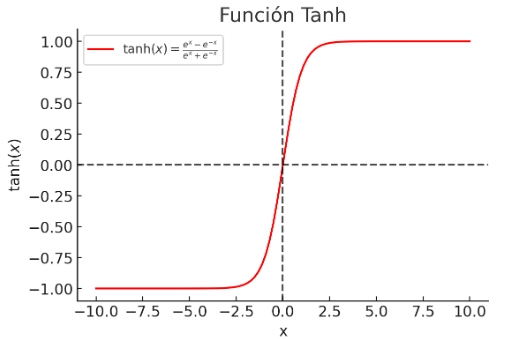 Función Tanh
tanh(x) = \frac{e^x - e^{-x}}{e^x + e^{-x}}
1.00
0.75
0.50
0.25
0.00
−0.25
−0.50
−0.75
−1.00
tanh(x)
−10.0 −7.5 −5.0 −2.5 0.0 2.5 5.0 7.5 10.0
x